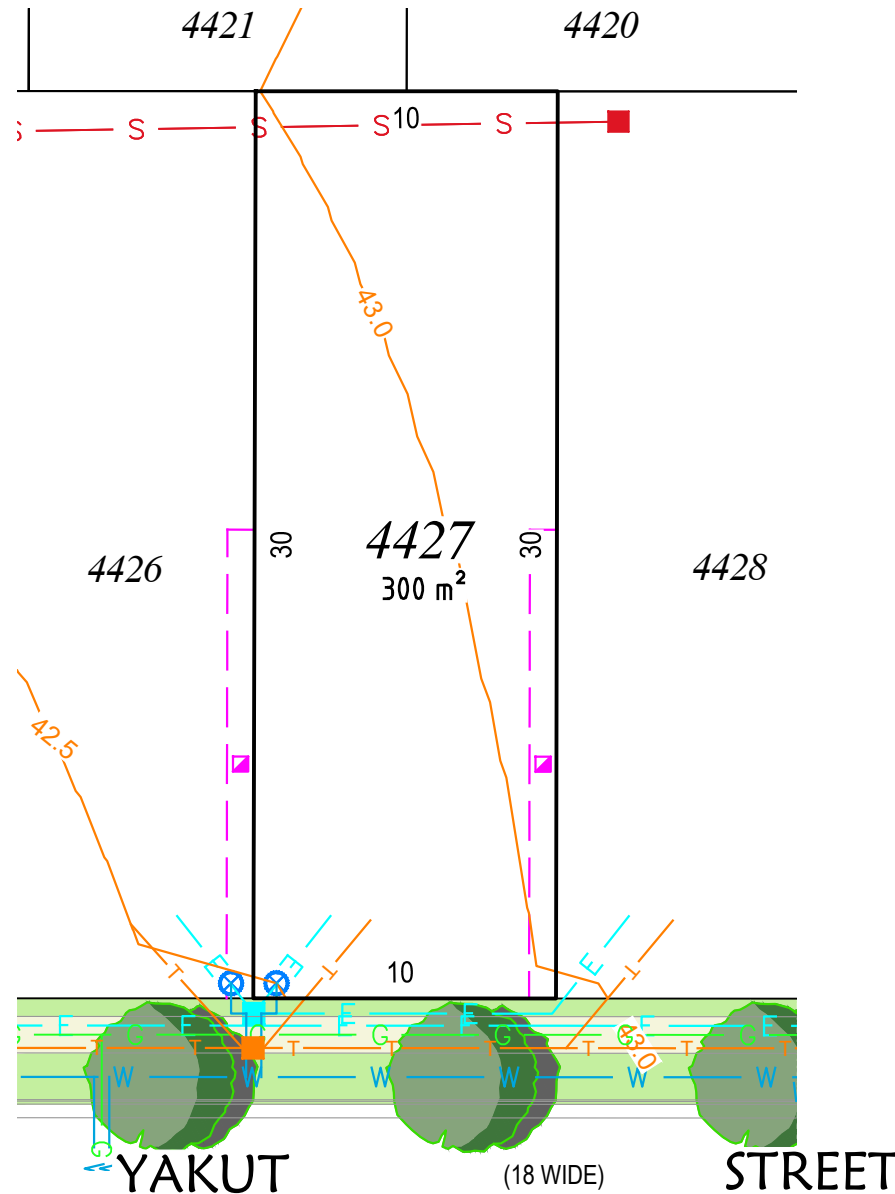 4421
4420
S S S S S
10
43.0
4427
300 m²
30
30
4426
4428
42.5
10
E E E
T T T
E E E E
G G G G G G
T T T T T T T
43.0
W W W W W W W
G
YAKUT
(18 WIDE)
STREET